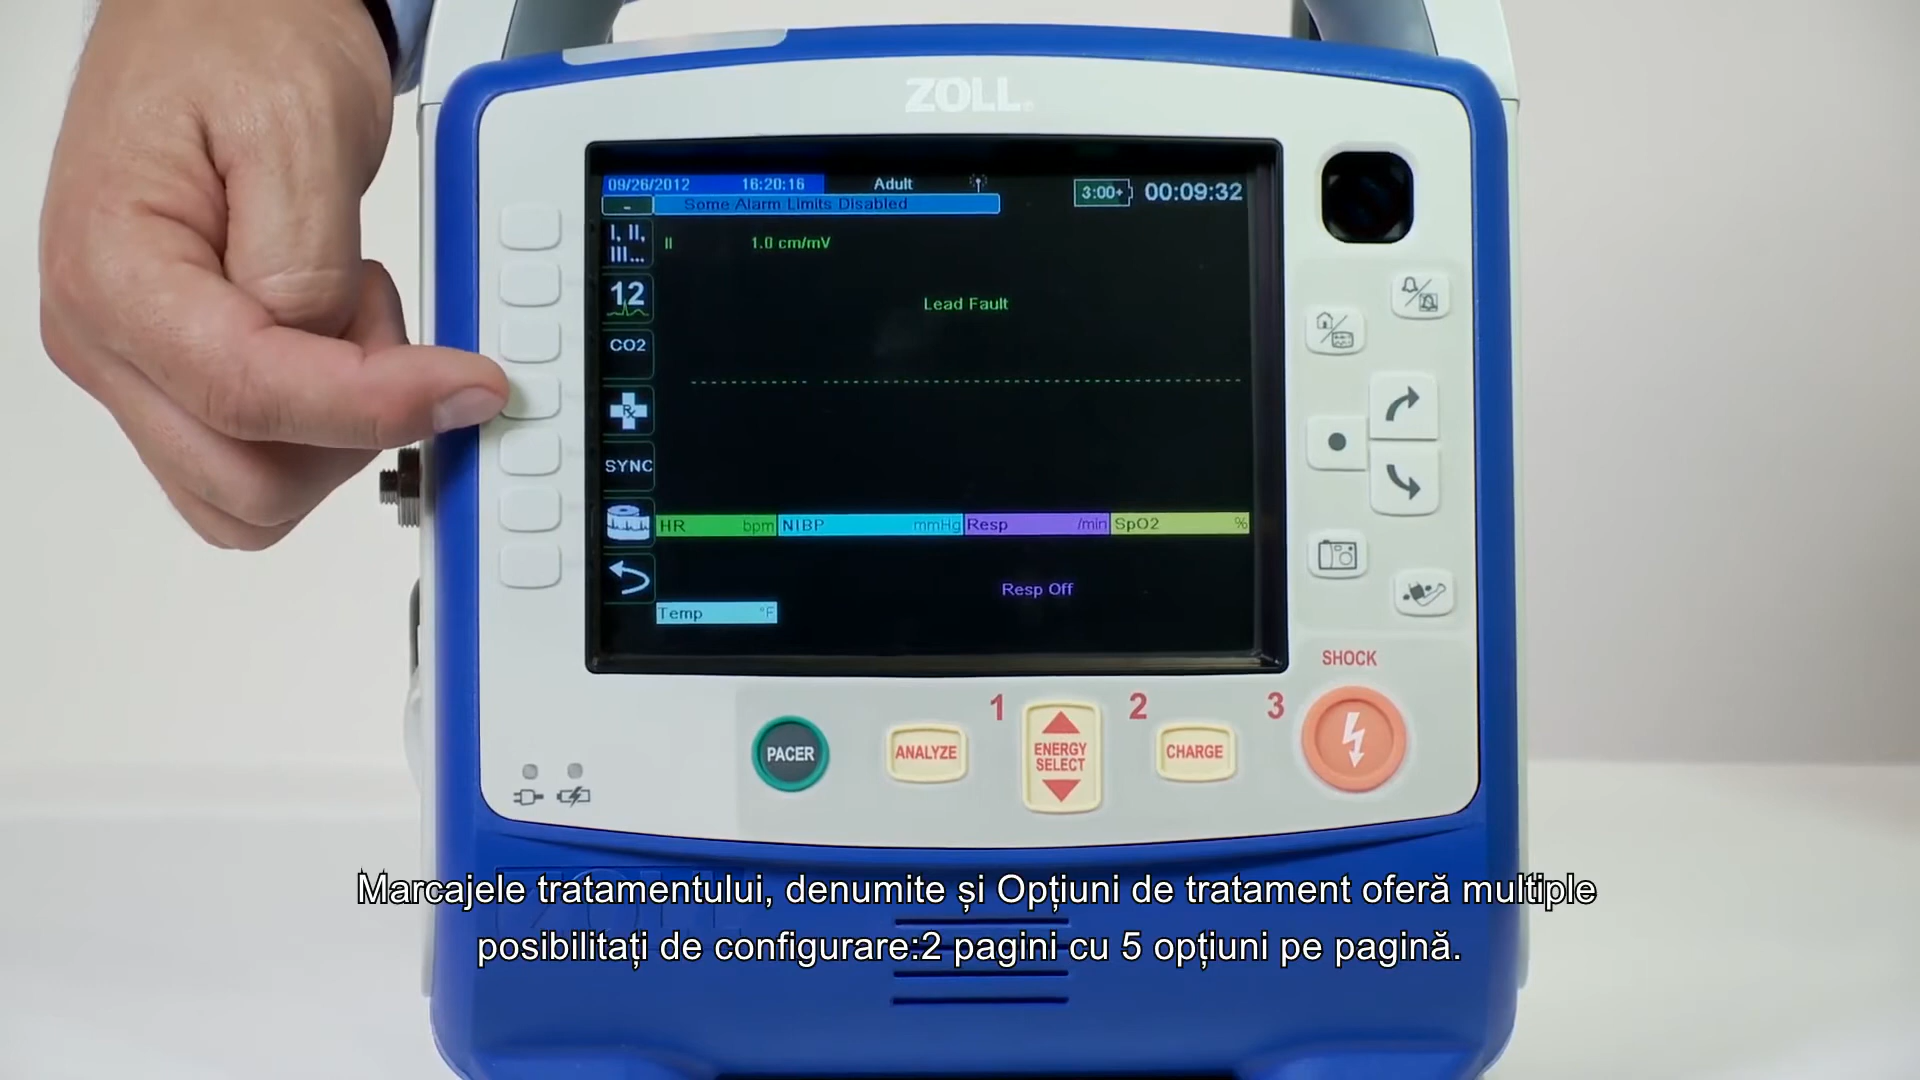 ZOLL
09/26/2012 16:20:16 Adult
3:00+ 00:09:32
- Some Alarm Limits Disabled
I, II,
III...
II 1.0 cm/mV
12
Lead Fault
CO2
Rx
SYNC
HR bpm NIBP mmHg Resp /min SpO2 %
Resp Off
Temp °F
SHOCK
1 2 3
PACER
ANALYZE
ENERGY
SELECT
CHARGE
Marcajele tratamentului, denumite și Opțiuni de tratament oferă multiple
posibilitați de configurare:2 pagini cu 5 opțiuni pe pagină.